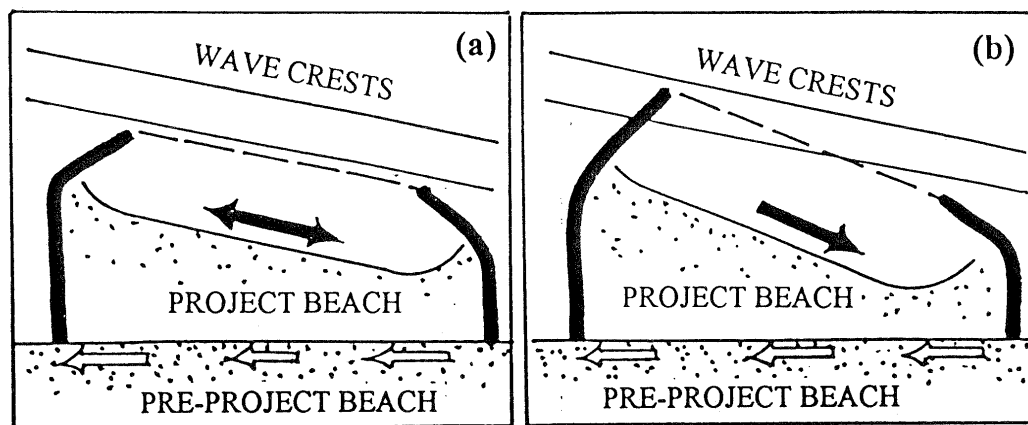 (a)
WAVE CRESTS
PROJECT BEACH
PRE-PROJECT BEACH
(b)
WAVE CRESTS
PROJECT BEACH
PRE-PROJECT BEACH